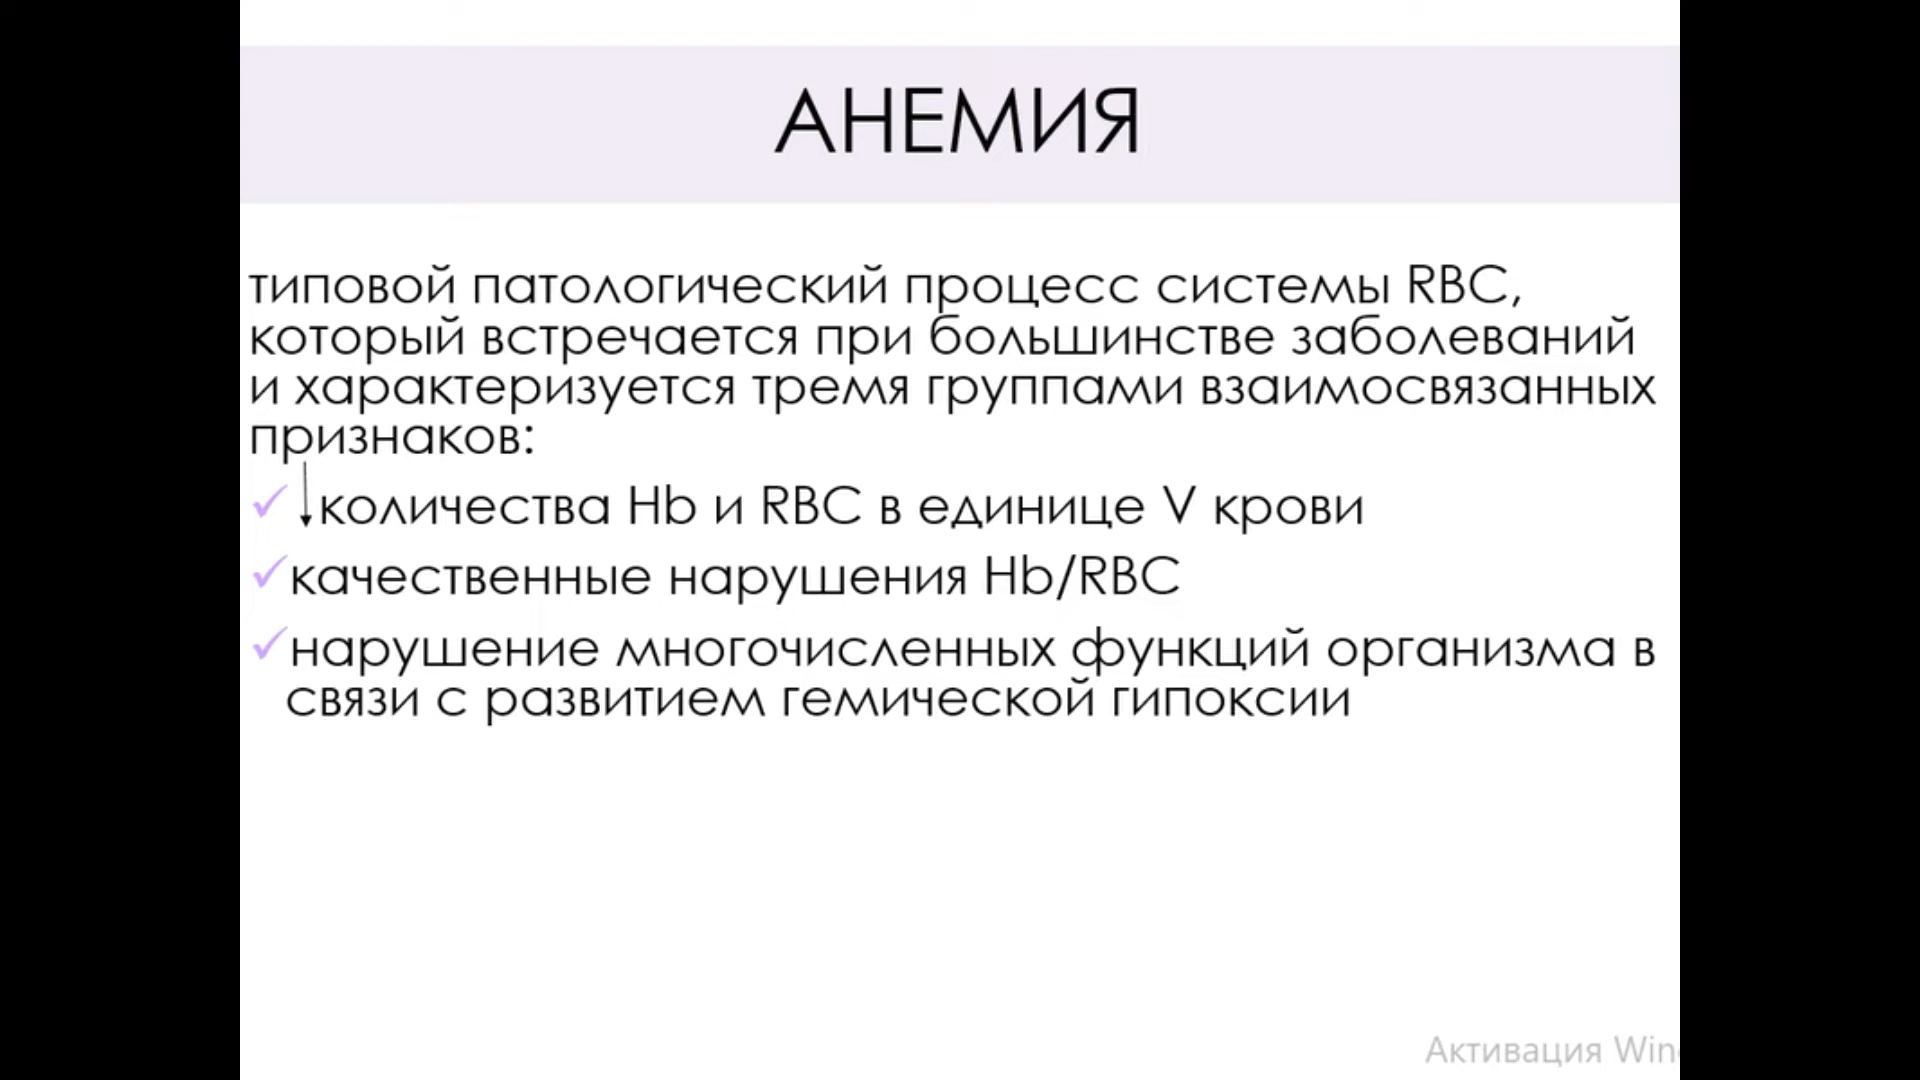 АНЕМИЯ
типовой патологический процесс системы RBC,
который встречается при большинстве заболеваний
и характеризуется тремя группами взаимосвязанных
признаков:
✓ ↓количества Hb и RBC в единице V крови
✓качественные нарушения Hb/RBC
✓нарушение многочисленных функций организма в
связи с развитием гемической гипоксии
Активация Win